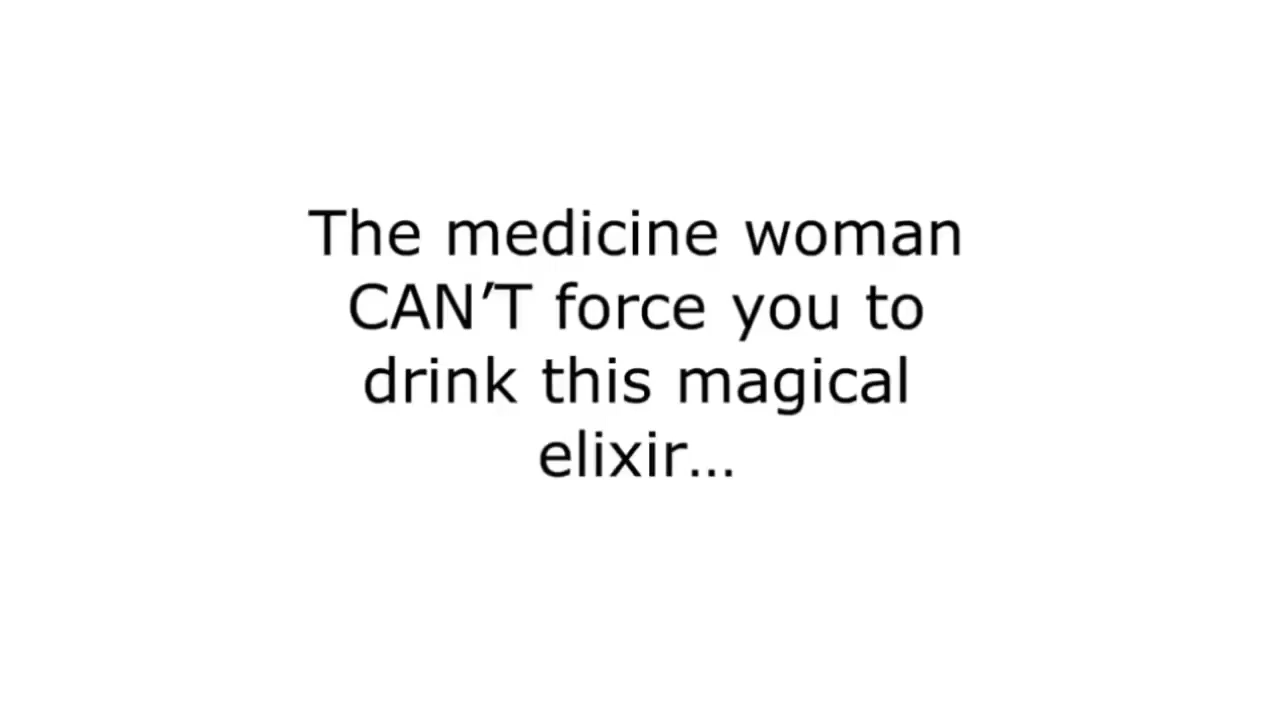 The medicine woman
CAN’T force you to
drink this magical
elixir…